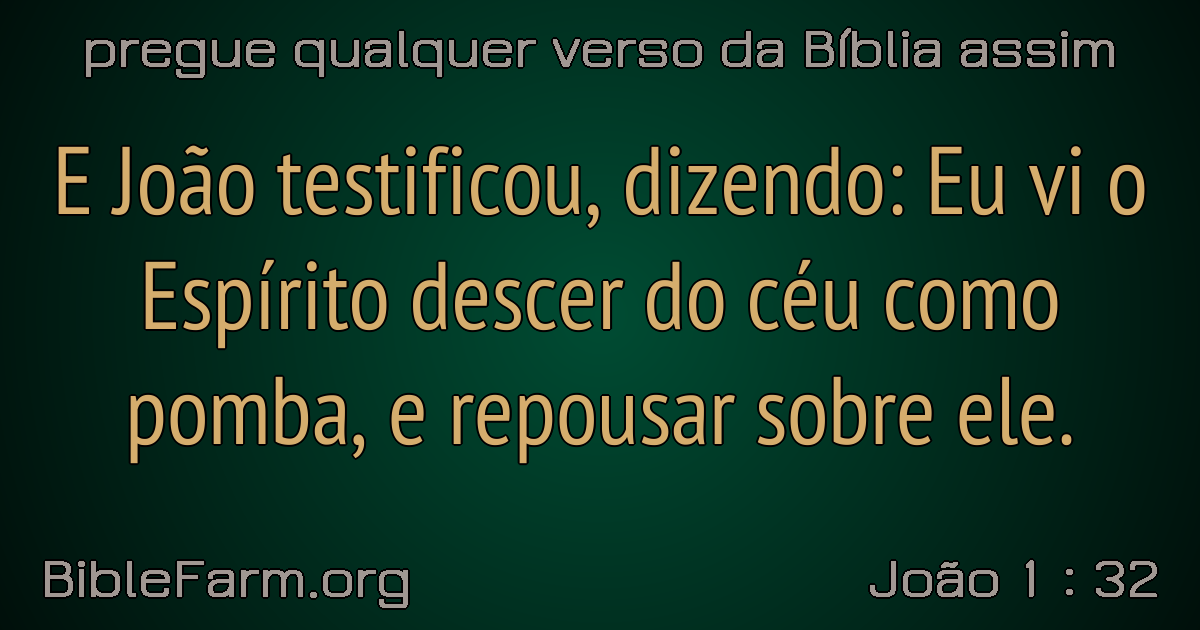 pregue qualquer verso da Bíblia assim
E João testificou, dizendo: Eu vi o
Espírito descer do céu como
pomba, e repousar sobre ele.
BibleFarm.org
João 1 : 32